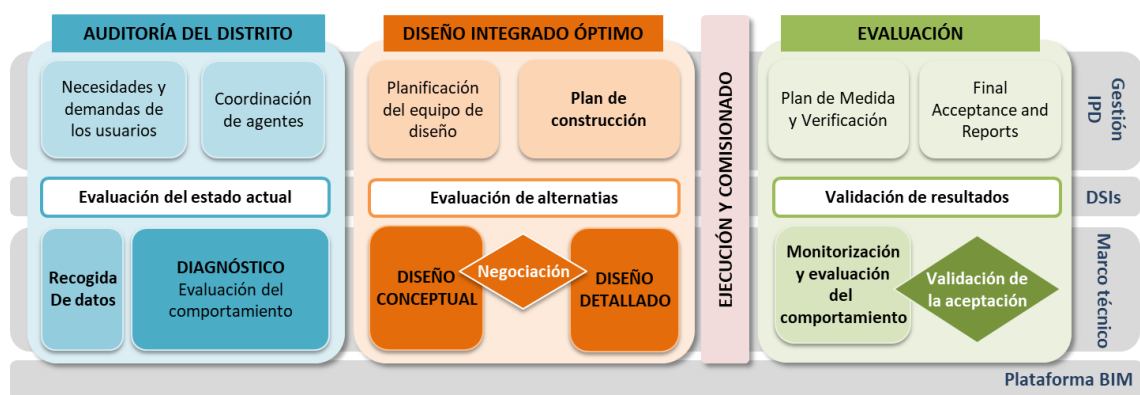 AUDITORÍA DEL DISTRITO
Necesidades y
demandas de
los usuarios
Coordinación
de agentes
Evaluación del estado actual
Recogida
De datos
DIAGNÓSTICO
Evaluación del
comportamiento
DISEÑO INTEGRADO ÓPTIMO
Planificación
del equipo de
diseño
Plan de
construcción
Evaluación de alternatias
DISEÑO
CONCEPTUAL
Negociación
DISEÑO
DETALLADO
EJECUCIÓN Y COMISIONADO
EVALUACIÓN
Plan de Medida
y Verificación
Final
Acceptance and
Reports
Validación de resultados
Monitorización
y evaluación
del
comportamiento
Validación de
la aceptación
Gestión
IPD
DSIs
Marco técnico
Plataforma BIM